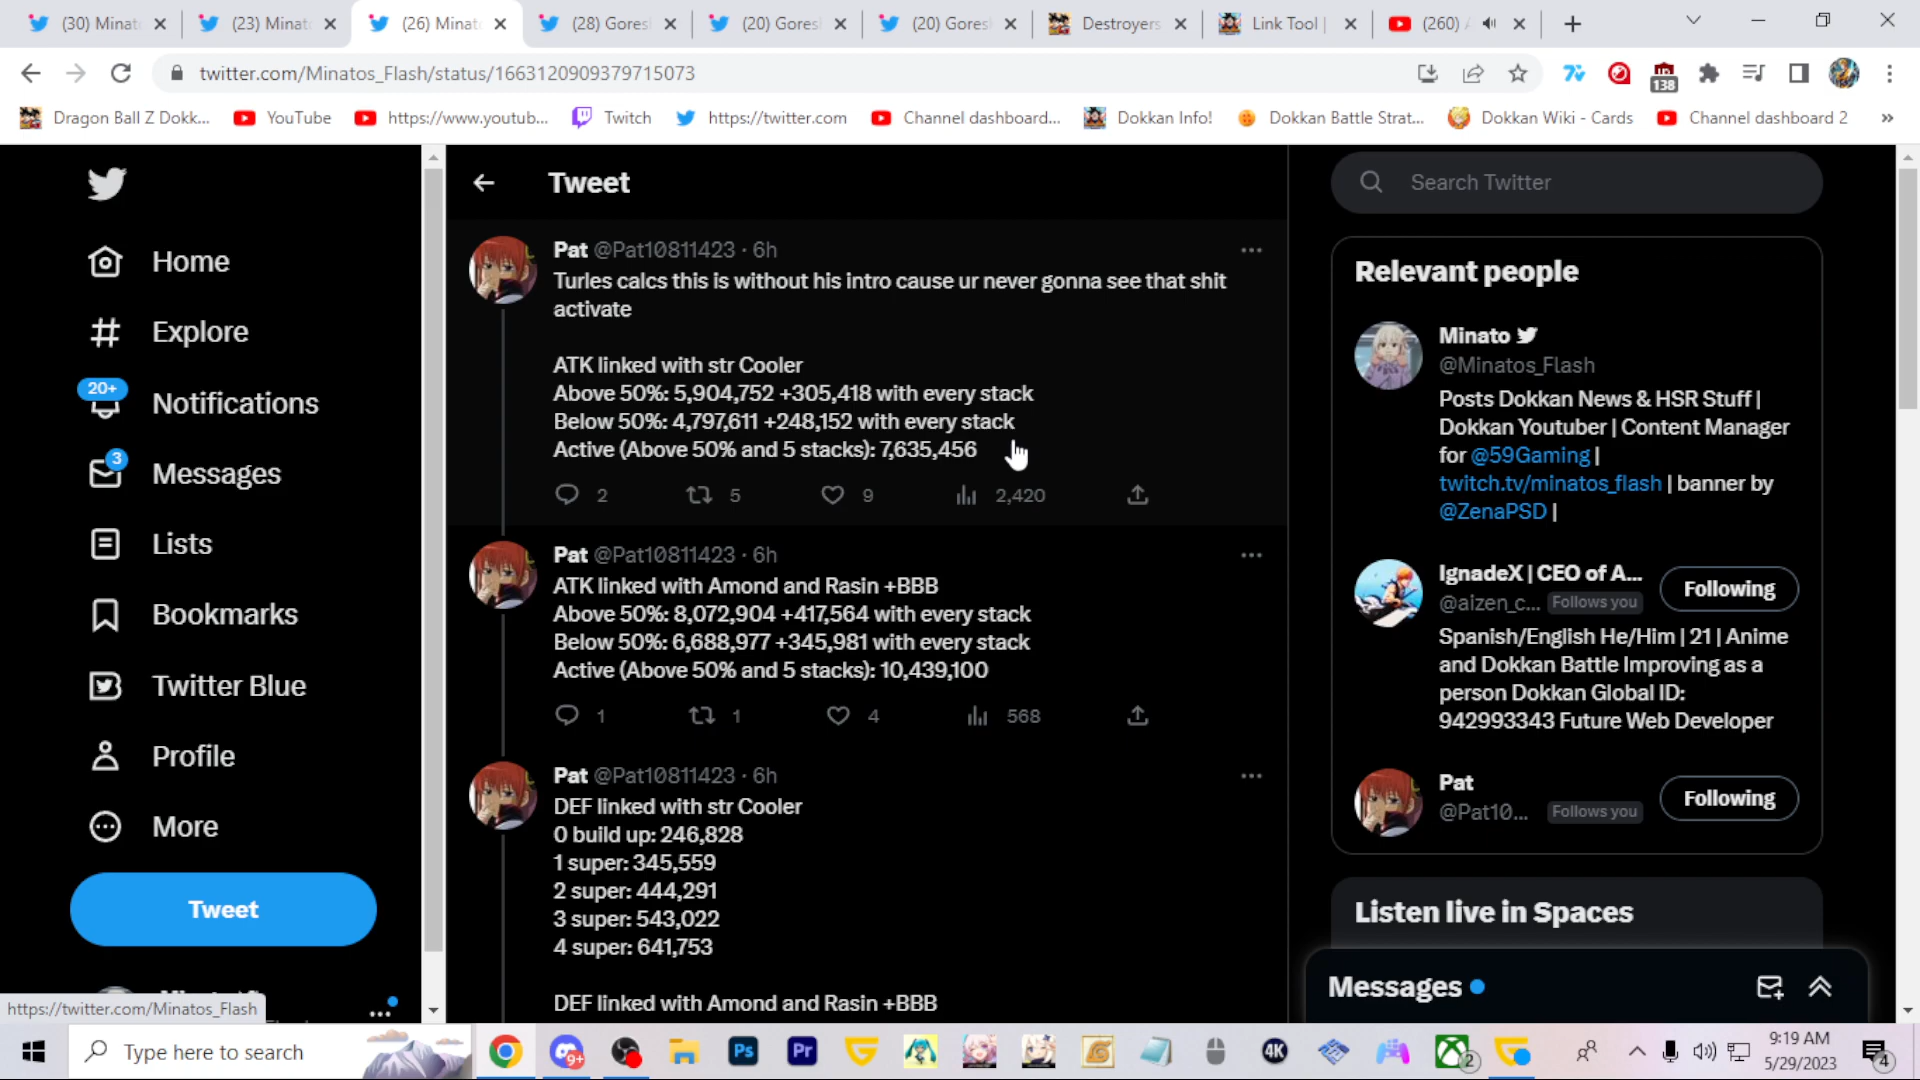 (30) Minat
(23) Minat
(26) Minat
(28) Gores
(20) Gores
(20) Gores
Destroyers
Link Tool |
(260)
twitter.com/Minatos_Flash/status/1663120909379715073
138
Dragon Ball Z Dokk...
YouTube
https://www.youtub...
Twitch
https://twitter.com
Channel dashboard...
Dokkan Info!
Dokkan Battle Strat...
Dokkan Wiki - Cards
Channel dashboard 2
»
Home
Explore
20+
Notifications
3
Messages
Lists
Bookmarks
Twitter Blue
Profile
More
Tweet
https://twitter.com/Minatos_Flash
Tweet
Pat @Pat10811423 · 6h
Turles calcs this is without his intro cause ur never gonna see that shit
activate
ATK linked with str Cooler
Above 50%: 5,904,752 +305,418 with every stack
Below 50%: 4,797,611 +248,152 with every stack
Active (Above 50% and 5 stacks): 7,635,456
2 5 9 2,420
Pat @Pat10811423 · 6h
ATK linked with Amond and Rasin +BBB
Above 50%: 8,072,904 +417,564 with every stack
Below 50%: 6,688,977 +345,981 with every stack
Active (Above 50% and 5 stacks): 10,439,100
1 1 4 568
Pat @Pat10811423 · 6h
DEF linked with str Cooler
0 build up: 246,828
1 super: 345,559
2 super: 444,291
3 super: 543,022
4 super: 641,753
DEF linked with Amond and Rasin +BBB
Search Twitter
Relevant people
Minato
@Minatos_Flash
Posts Dokkan News & HSR Stuff |
Dokkan Youtuber | Content Manager
for @59Gaming |
twitch.tv/minatos_flash | banner by
@ZenaPSD |
IgnadeX | CEO of A...
@aizen_c... Follows you
Following
Spanish/English He/Him | 21 | Anime
and Dokkan Battle Improving as a
person Dokkan Global ID:
942993343 Future Web Developer
Pat
@Pat10... Follows you
Following
Listen live in Spaces
Messages
Type here to search
9+
Ps
Pr
4K
2
9:19 AM
5/29/2023
4